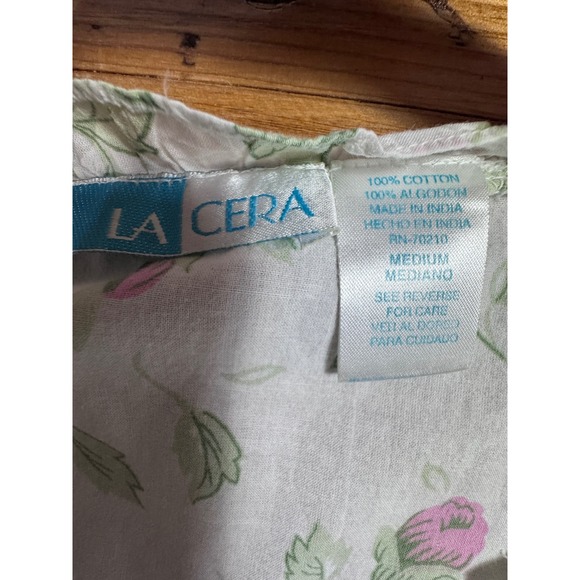 LA CERA
100% COTTON
100% ALGODON
MADE IN INDIA
HECHO EN INDIA
RN-70210
MEDIUM
MEDIANO
SEE REVERSE
FOR CARE
VER AL DORSO
PARA CUIDADO